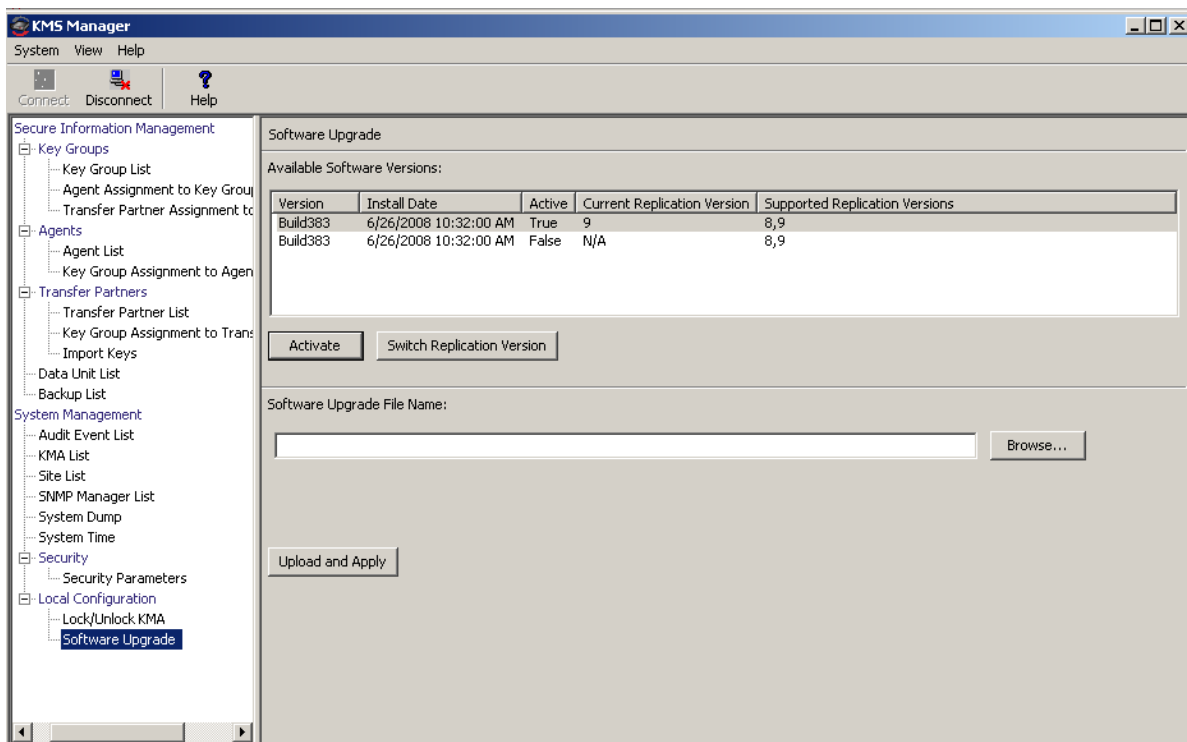 KMS Manager
System View Help
Connect Disconnect Help
Secure Information Management
Key Groups
Key Group List
Agent Assignment to Key Grou
Transfer Partner Assignment to
Agents
Agent List
Key Group Assignment to Agen
Transfer Partners
Transfer Partner List
Key Group Assignment to Trans
Import Keys
Data Unit List
Backup List
System Management
Audit Event List
KMA List
Site List
SNMP Manager List
System Dump
System Time
Security
Security Parameters
Local Configuration
Lock/Unlock KMA
Software Upgrade
Software Upgrade
Available Software Versions:
Version Install Date Active Current Replication Version Supported Replication Versions
Build383 6/26/2008 10:32:00 AM True 9 8,9
Build383 6/26/2008 10:32:00 AM False N/A 8,9
Activate Switch Replication Version
Software Upgrade File Name:
Browse...
Upload and Apply